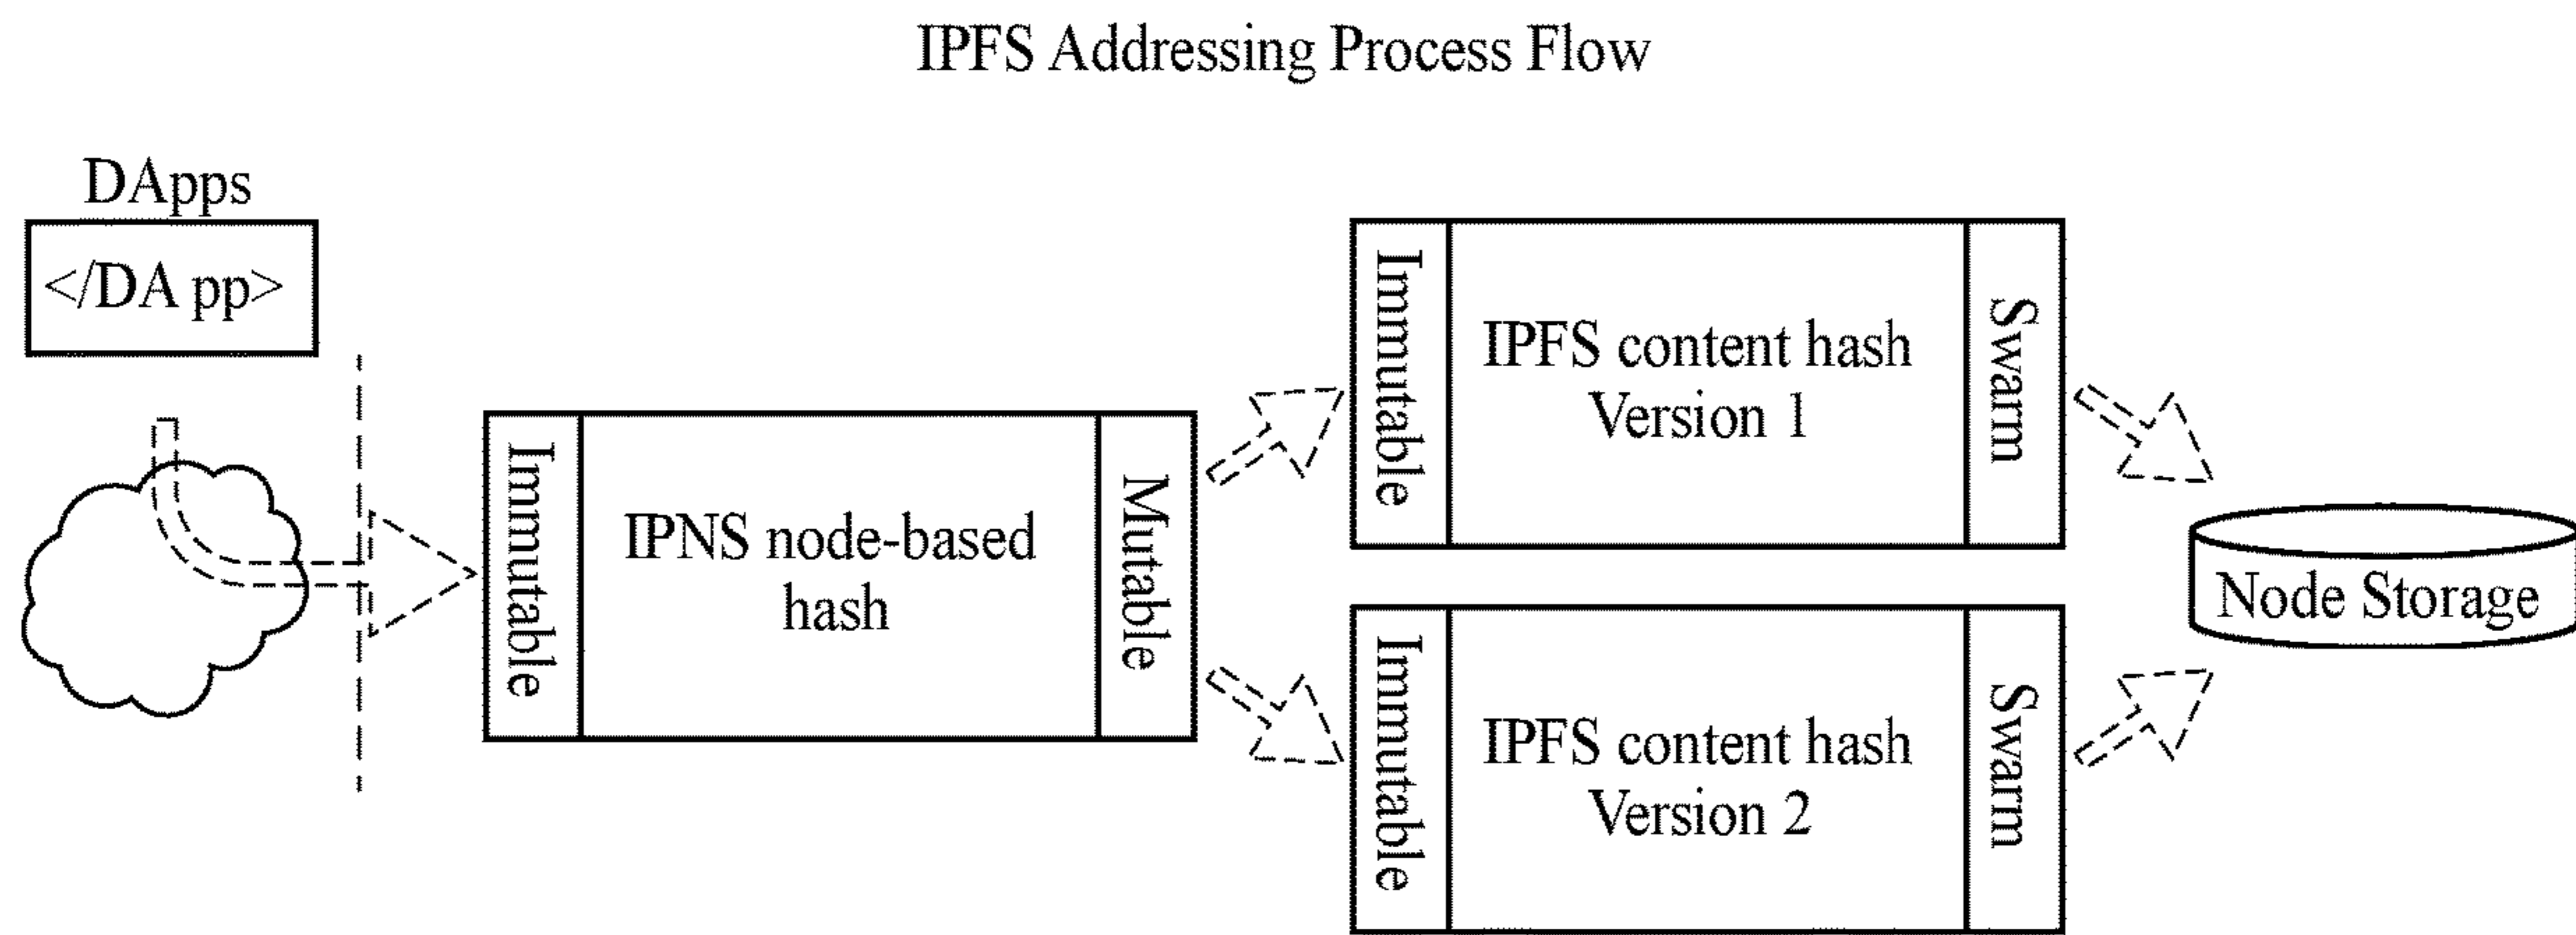 IPFS Addressing Process Flow
DApps
</DA pp>
Immutable
IPNS node-based
hash
Mutable
Immutable
IPFS content hash
Version 1
Swarm
Immutable
IPFS content hash
Version 2
Swarm
Node Storage